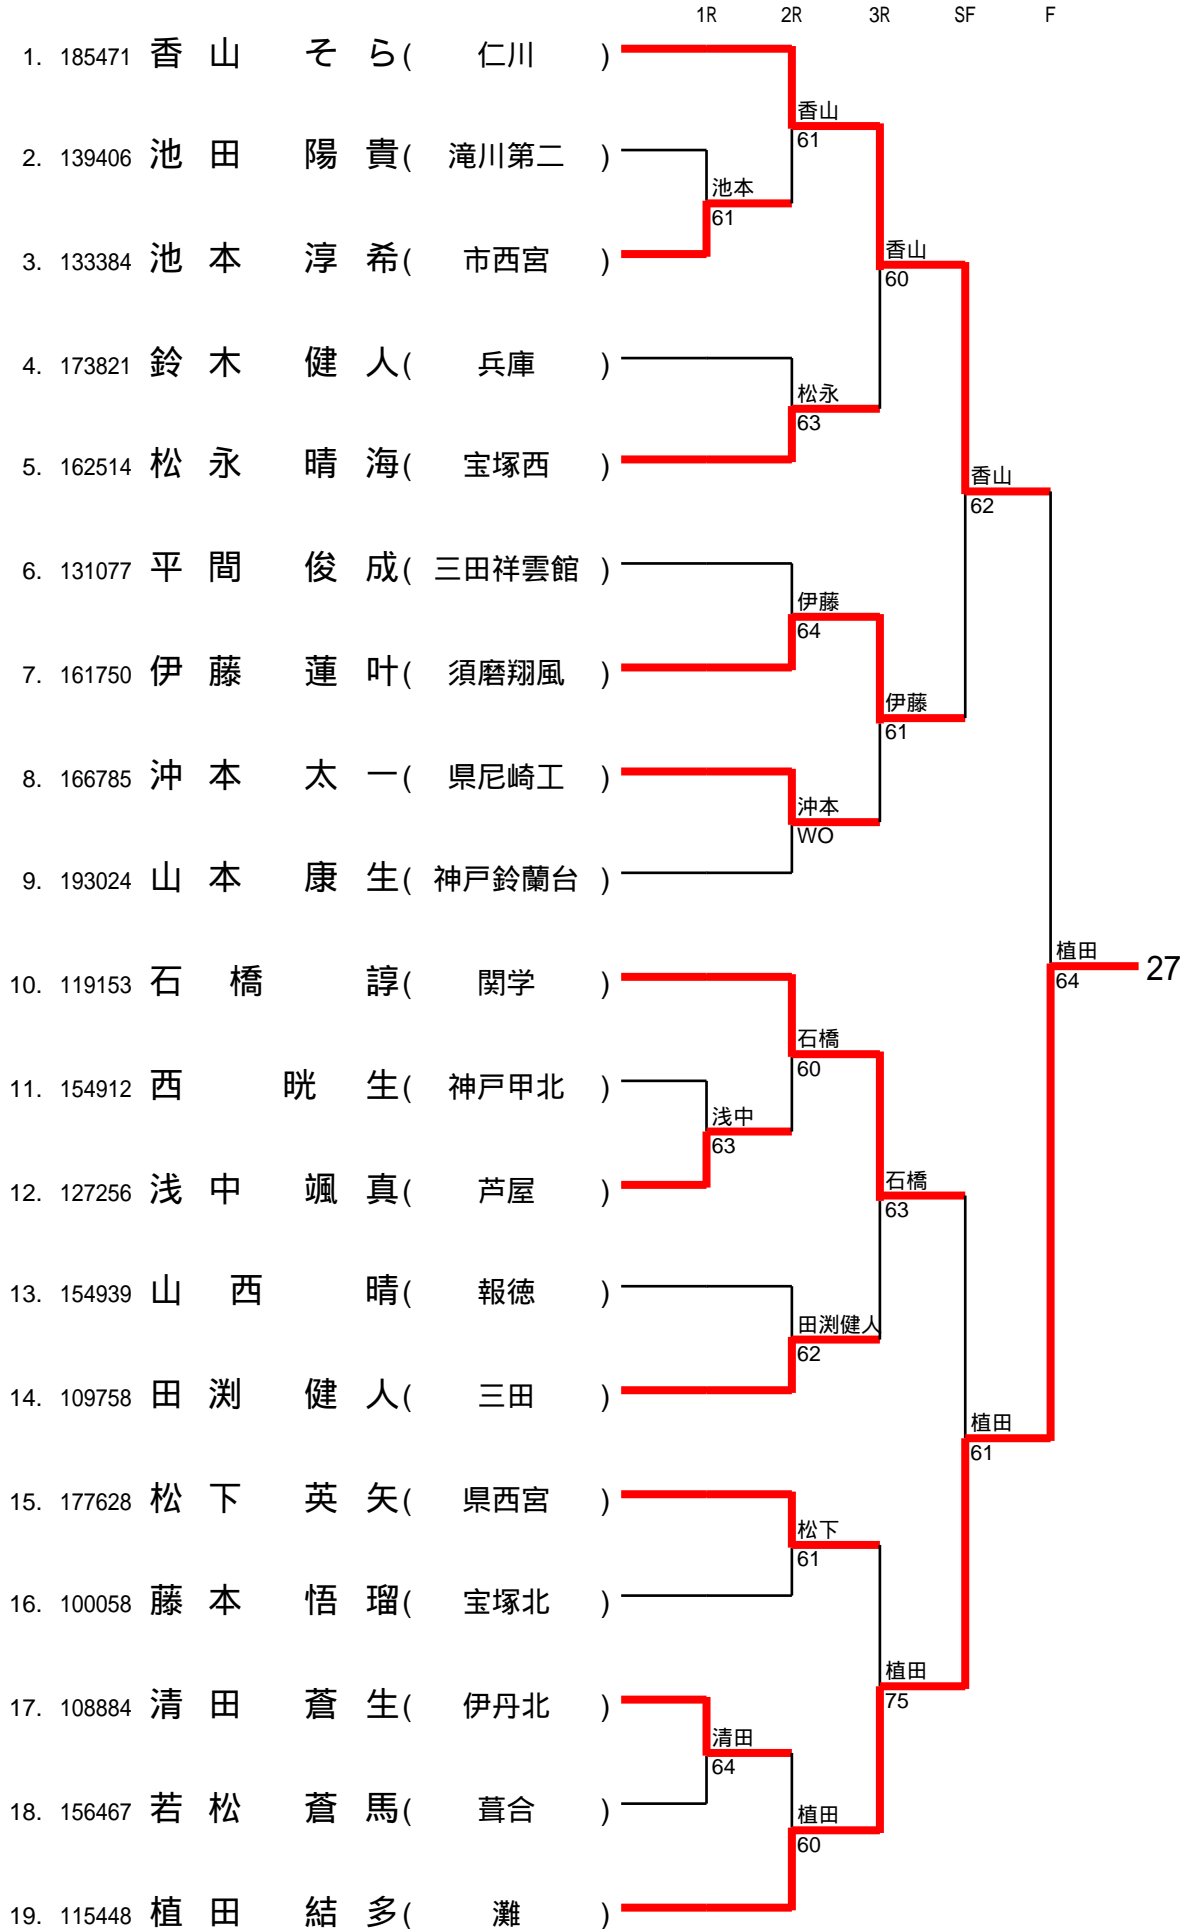 1R 2R 3R SF F
1. 185471 香 山 そ ら( 仁川 )
香山
61
2. 139406 池 田 陽 貴( 滝川第二 )
池本
61
3. 133384 池 本 淳 希( 市西宮 )
香山
60
4. 173821 鈴 木 健 人( 兵庫 )
松永
63
5. 162514 松 永 晴 海( 宝塚西 )
香山
62
6. 131077 平 間 俊 成( 三田祥雲館 )
伊藤
64
7. 161750 伊 藤 蓮 叶( 須磨翔風 )
伊藤
61
8. 166785 沖 本 太 一( 県尼崎工 )
沖本
WO
9. 193024 山 本 康 生( 神戸鈴蘭台 )
植田 27
64
10. 119153 石 橋 諄( 関学 )
石橋
60
11. 154912 西 晄 生( 神戸甲北 )
浅中
63
12. 127256 浅 中 颯 真( 芦屋 )
石橋
63
13. 154939 山 西 晴( 報徳 )
田渕健人
62
14. 109758 田 渕 健 人( 三田 )
植田
61
15. 177628 松 下 英 矢( 県西宮 )
松下
61
16. 100058 藤 本 悟 瑠( 宝塚北 )
植田
75
17. 108884 清 田 蒼 生( 伊丹北 )
清田
64
18. 156467 若 松 蒼 馬( 葺合 )
植田
60
19. 115448 植 田 結 多( 灘 )